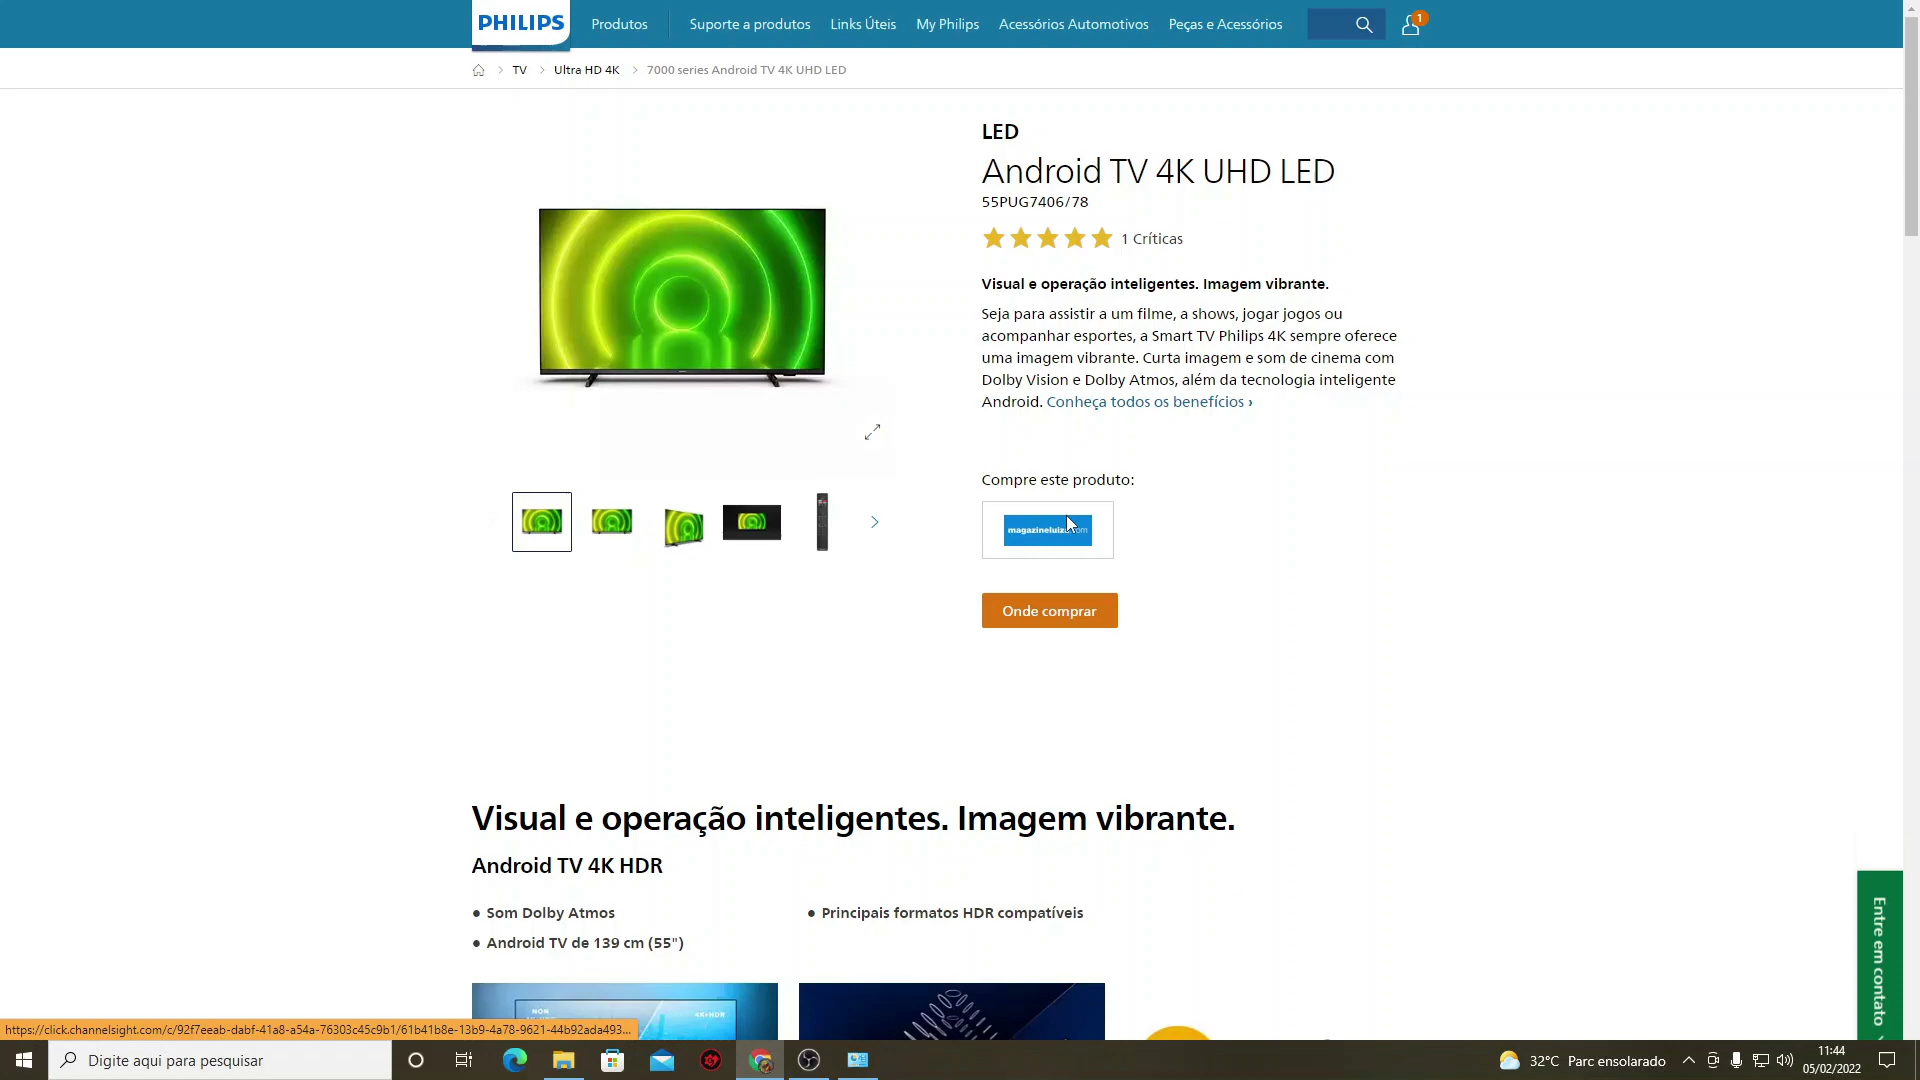 PHILIPS
Produtos
Suporte a produtos
Links Úteis
My Philips
Acessórios Automotivos
Peças e Acessórios
1
TV
Ultra HD 4K
7000 series Android TV 4K UHD LED
LED
Android TV 4K UHD LED
55PUG7406/78
1 Críticas
Visual e operação inteligentes. Imagem vibrante.
Seja para assistir a um filme, a shows, jogar jogos ou
acompanhar esportes, a Smart TV Philips 4K sempre oferece
uma imagem vibrante. Curta imagem e som de cinema com
Dolby Vision e Dolby Atmos, além da tecnologia inteligente
Android. Conheça todos os benefícios ›
Compre este produto:
Onde comprar
Visual e operação inteligentes. Imagem vibrante.
Android TV 4K HDR
• Som Dolby Atmos
• Principais formatos HDR compatíveis
• Android TV de 139 cm (55")
NON
4K+HDR
Entre em contato
https://click.channelsight.com/c/92f7eeab-dabf-41a8-a54a-76303c45c9b1/61b41b8e-13b9-4a78-9621-44b92ada493...
Digite aqui para pesquisar
32°C Parc ensolarado
11:44
05/02/2022